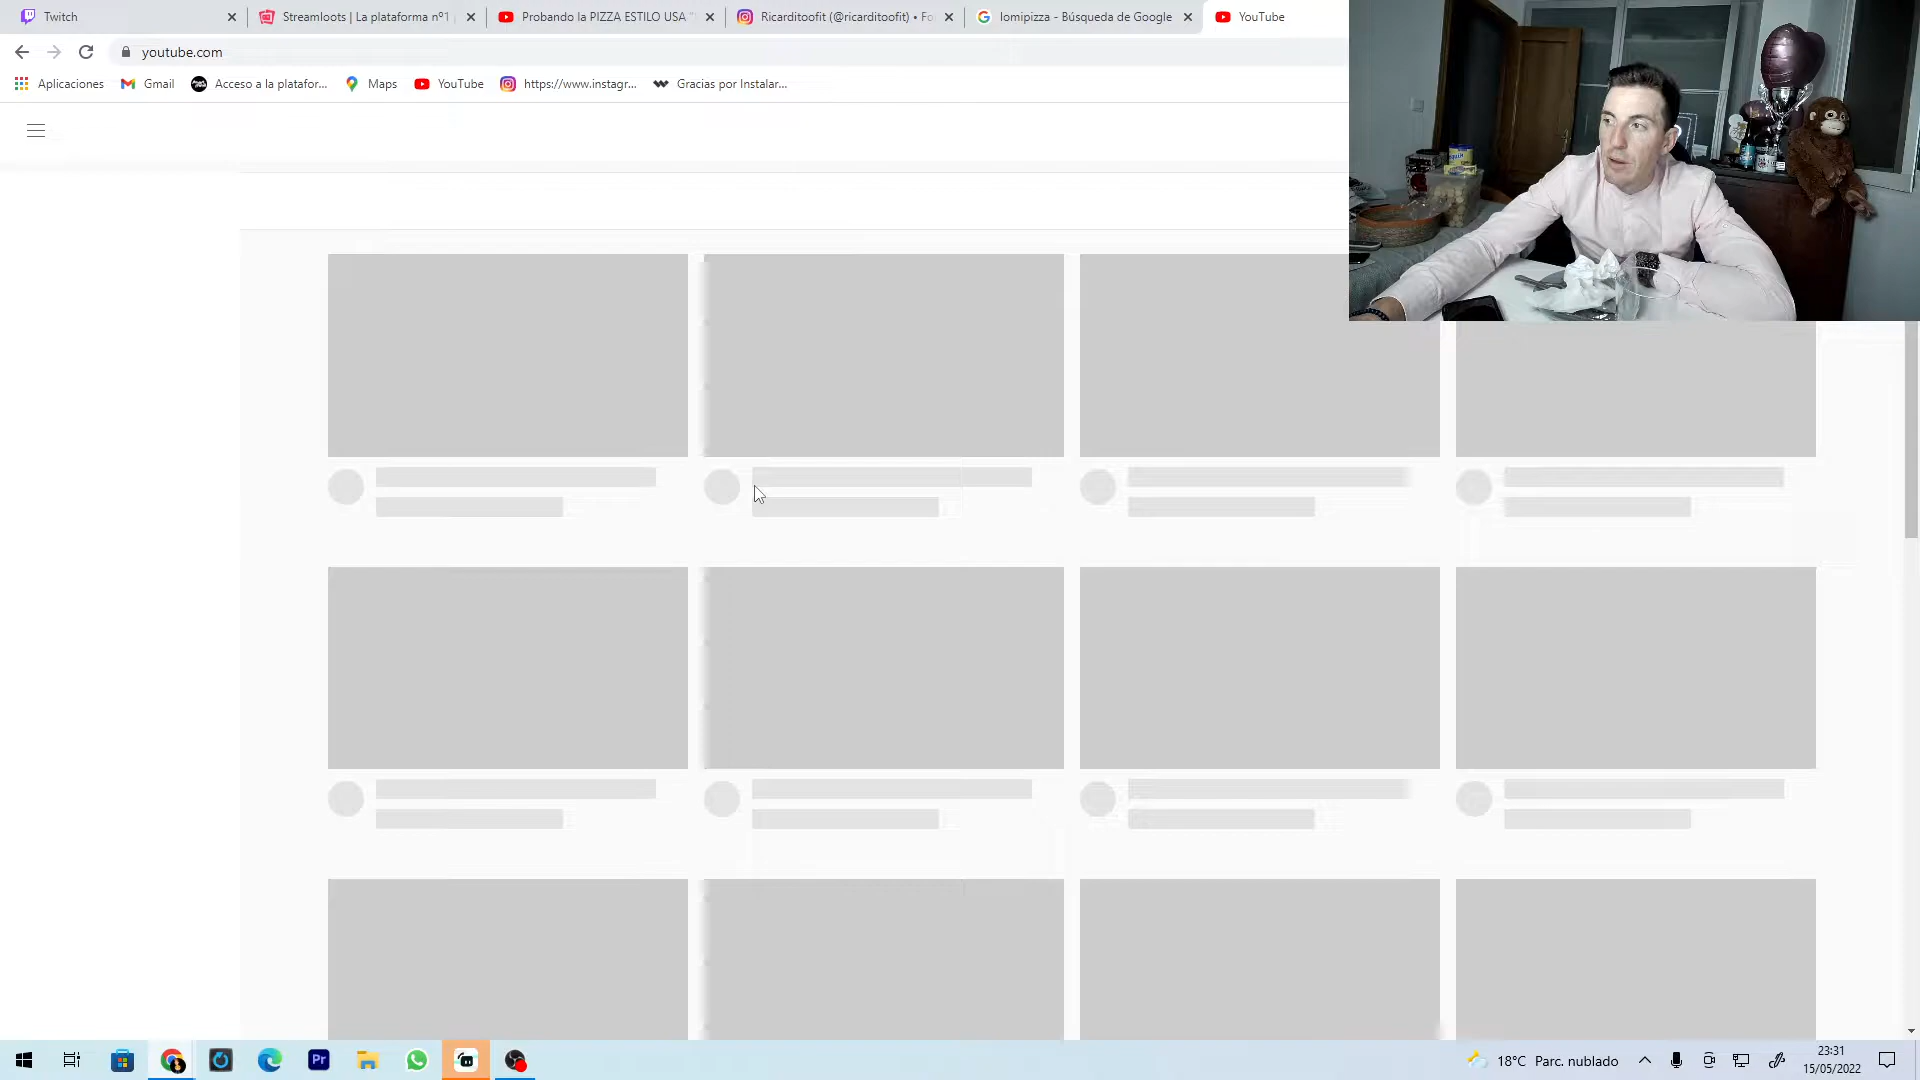 Twitch
Streamloots | La plataforma nº1
Probando la PIZZA ESTILO USA "
Ricarditoofit (@ricarditoofit) • Fo
lomipizza - Búsqueda de Google
YouTube
youtube.com
Aplicaciones
Gmail
Acceso a la platafor...
Maps
YouTube
https://www.instagr...
Gracias por Instalar...
Pr
18°C Parc. nublado
23:31
15/05/2022